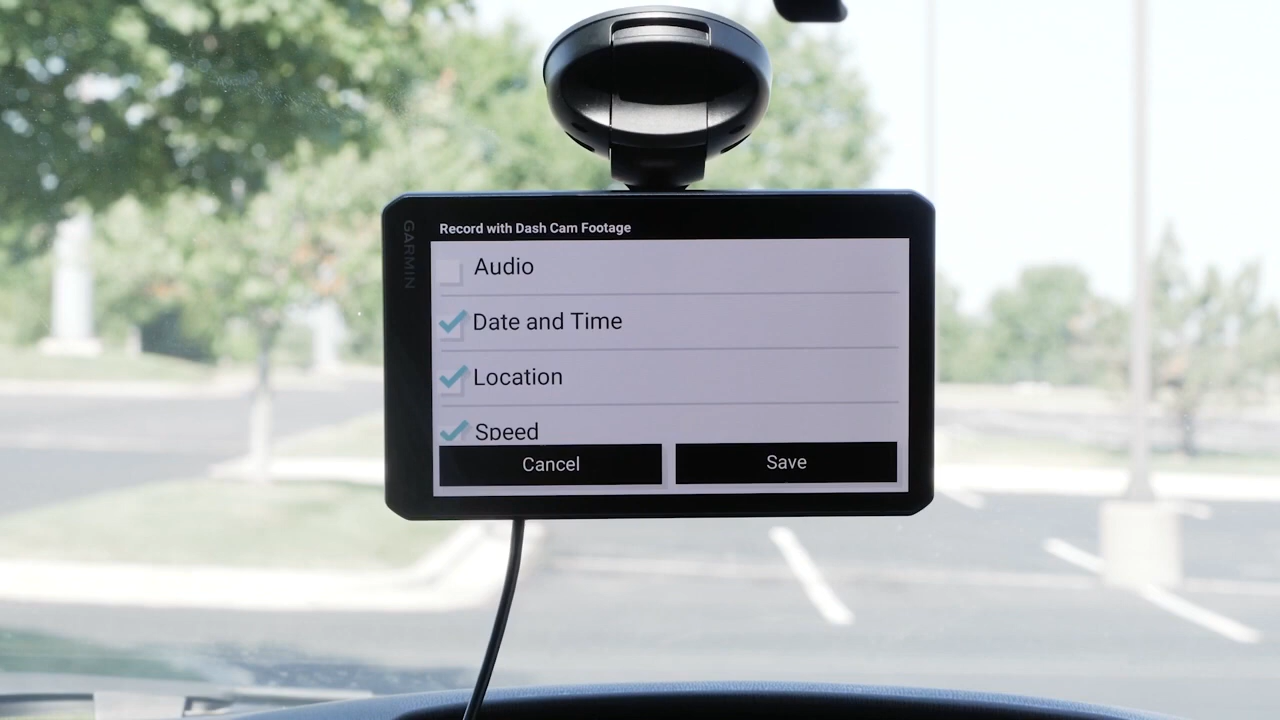 GARMIN
Record with Dash Cam Footage
Audio
Date and Time
Location
Speed
Cancel
Save